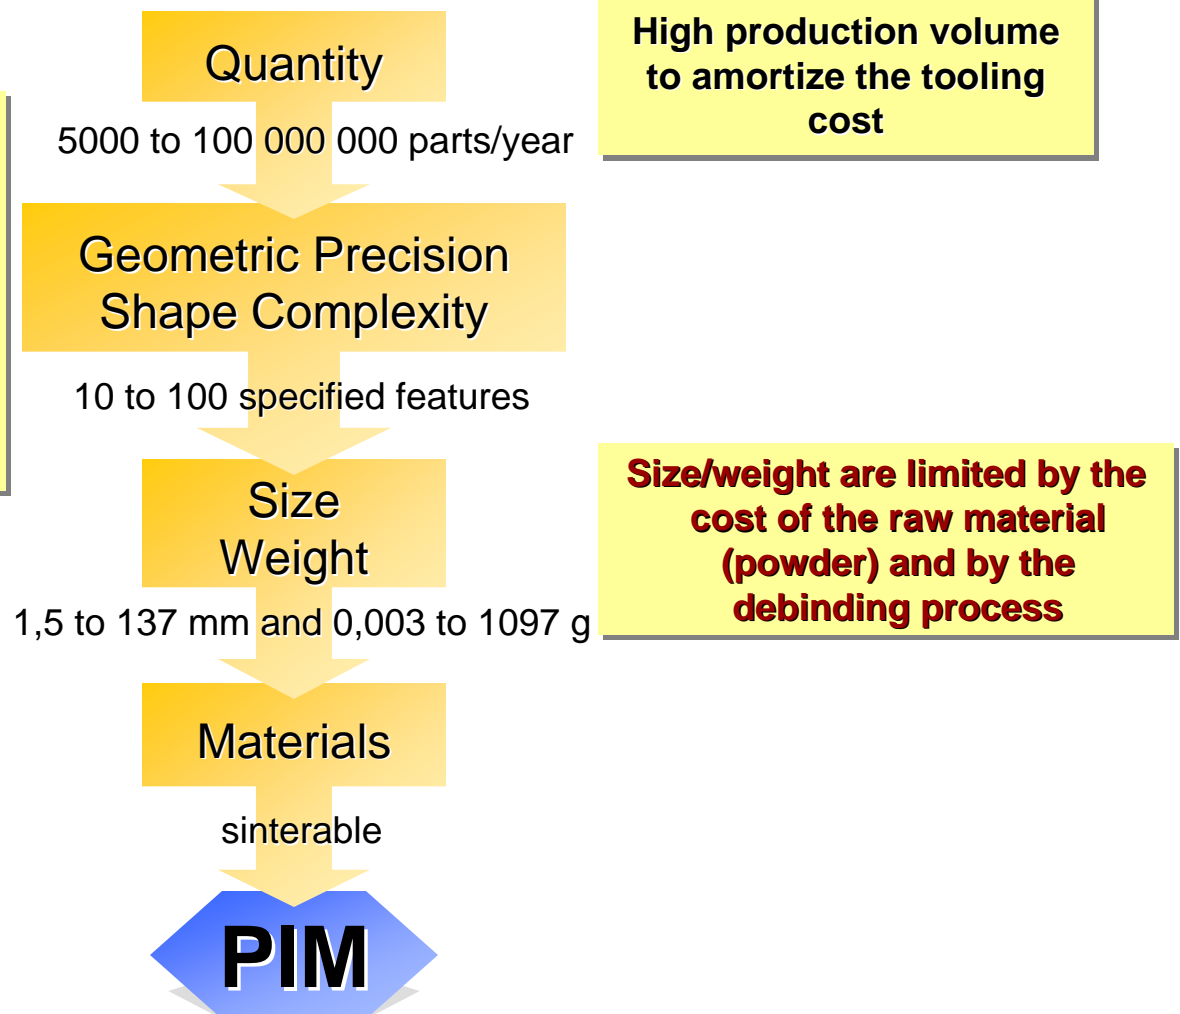 Quantity
High production volume
to amortize the tooling
cost
5000 to 100 000 000 parts/year
Geometric Precision
Shape Complexity
10 to 100 specified features
Size
Weight
Size/weight are limited by the
cost of the raw material
(powder) and by the
debinding process
1,5 to 137 mm and 0,003 to 1097 g
Materials
sinterable
PIM